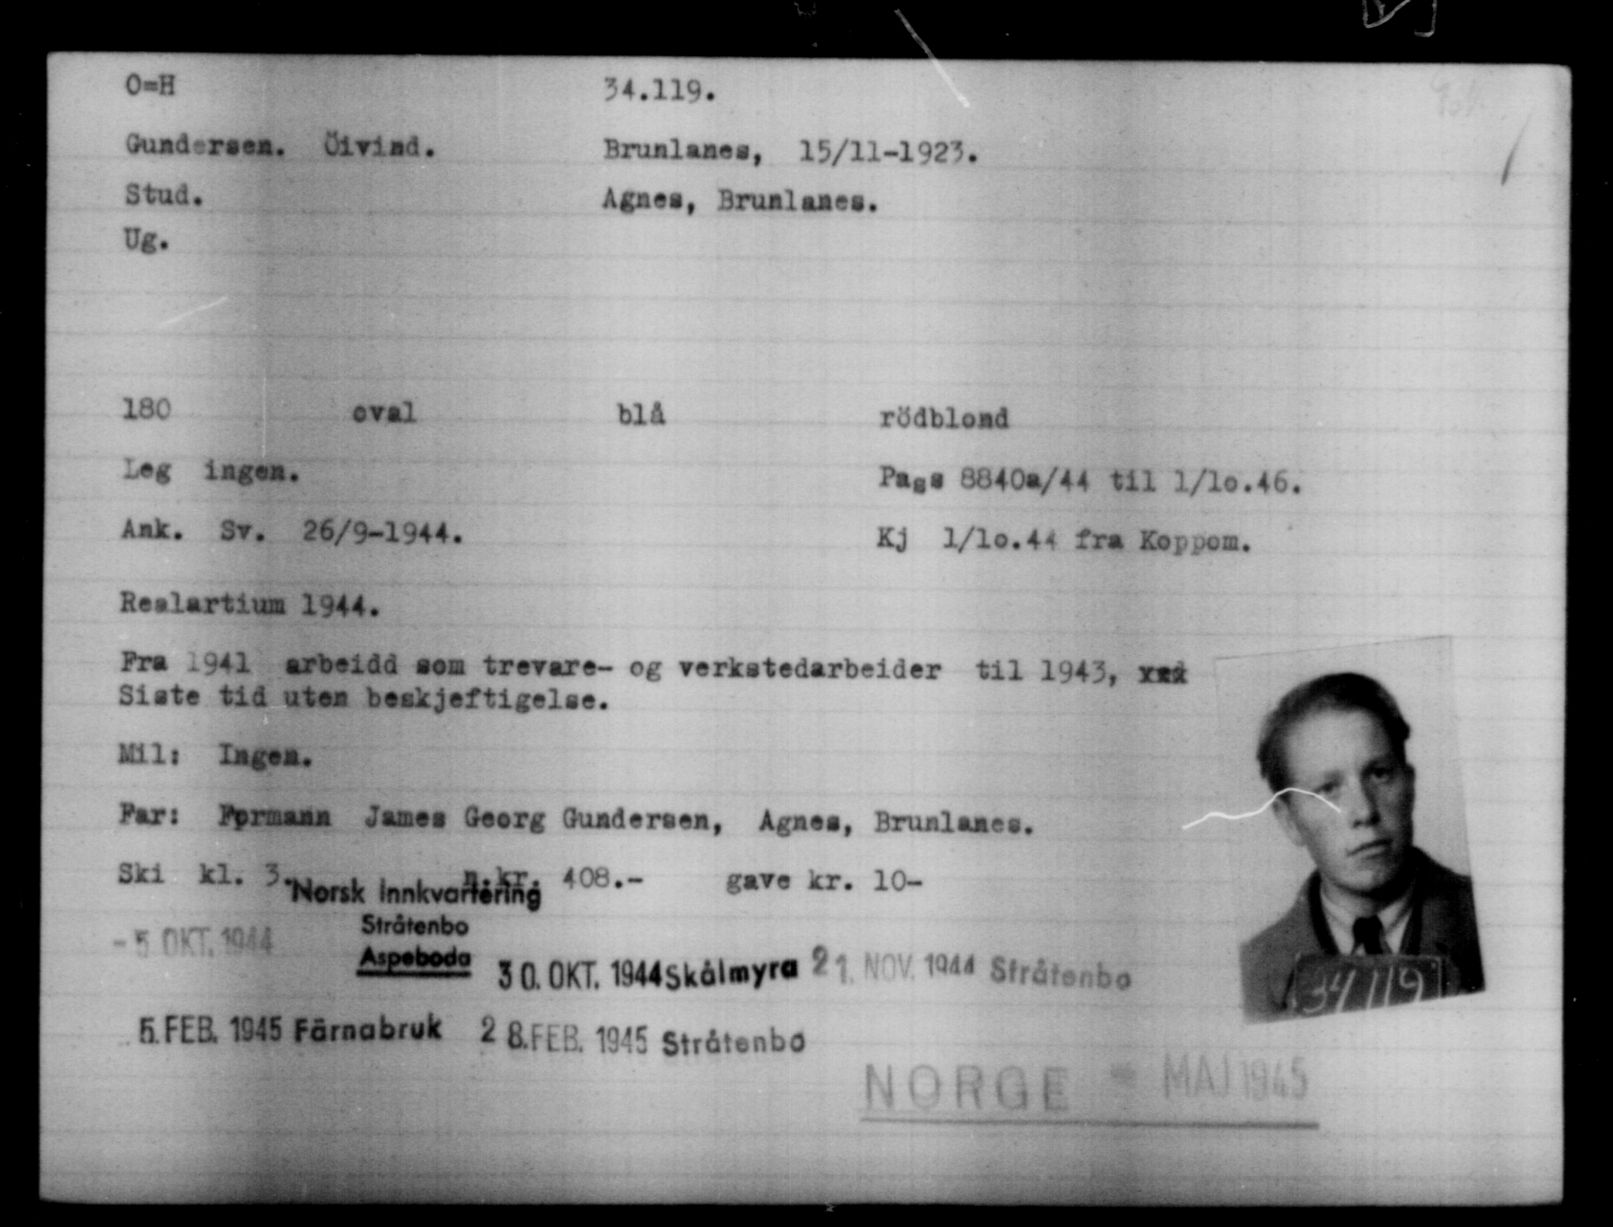 O=H 34.119.
Gundersen. Öivind. Brunlanes, 15/11-1923.
Stud. Agnes, Brunlanes.
Ug.
180 oval blå rödblond
Leg ingen. Pass 8840a/44 til 1/10.46.
Ank. Sv. 26/9-1944. Kj 1/10.44 fra Koppom.
Realartium 1944.
Fra 1941 arbeidd som trevare- og verkstedarbeider til 1943,
Siste tid uten beskjeftigelse.
Mil: Ingen.
Far: Formann James Georg Gundersen, Agnes, Brunlanes.
Ski kl. 3. n.kr. 408.- gave kr. 10-
Norsk Innkvartering
Stråtenbo
Aspeboda
- 5 OKT. 1944
30. OKT. 1944 Skålmyra 21. NOV. 1944 Stråtenbo
5. FEB. 1945 Färnabruk 28. FEB. 1945 Stråtenbo
NORGE - MAJ 1945
34119